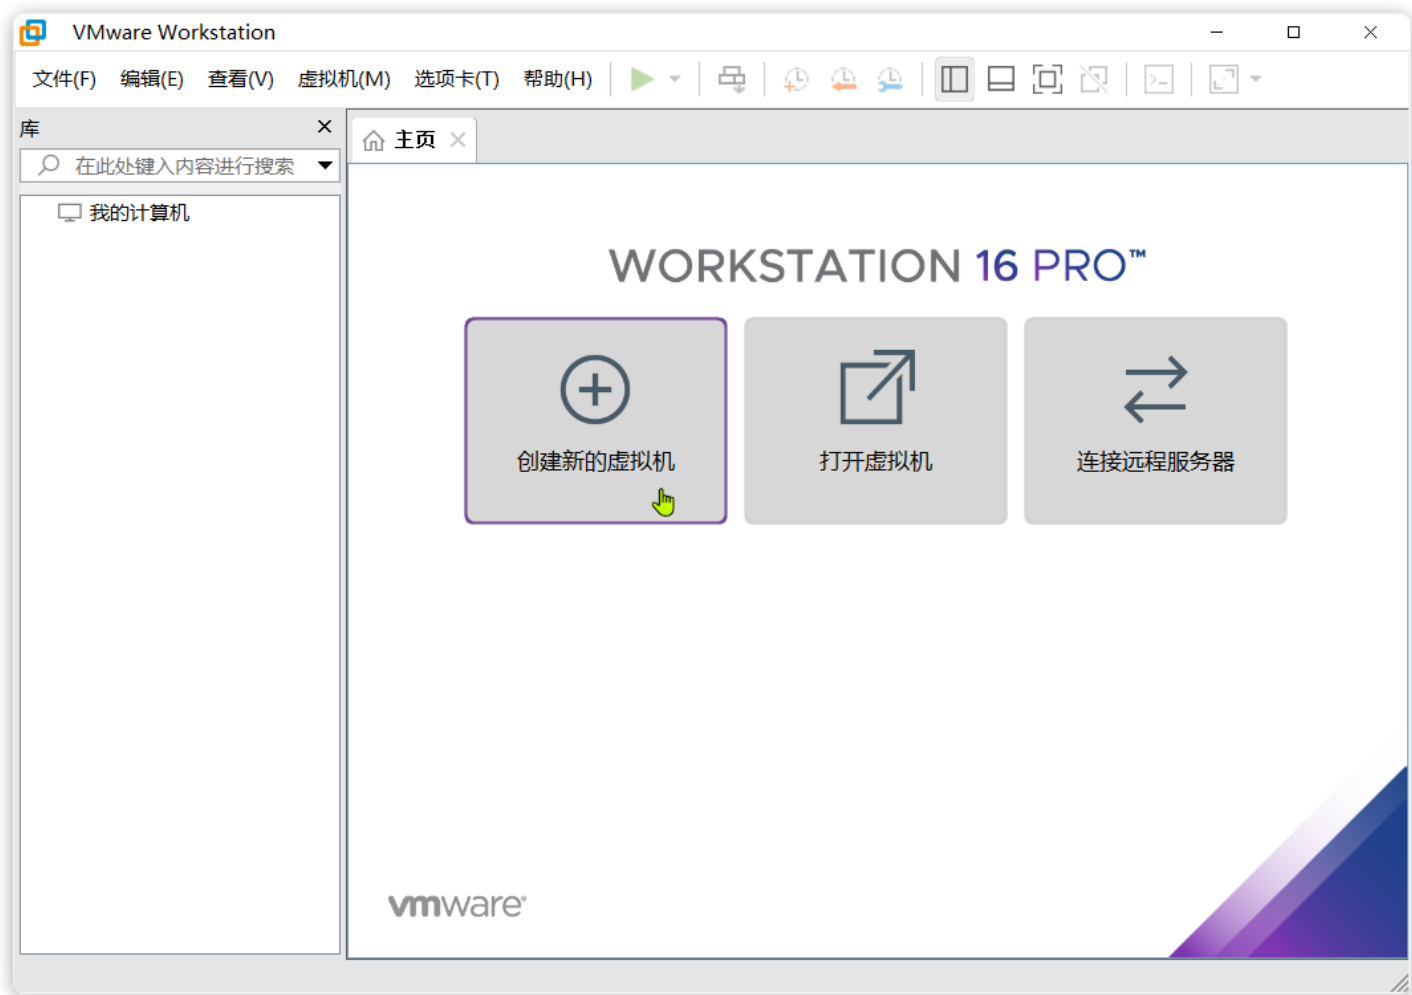 VMware Workstation
文件(F) 编辑(E) 查看(V) 虚拟机(M) 选项卡(T) 帮助(H)
库
主页
在此处键入内容进行搜索
我的计算机
WORKSTATION 16 PRO™
创建新的虚拟机 打开虚拟机 连接远程服务器
vmware®